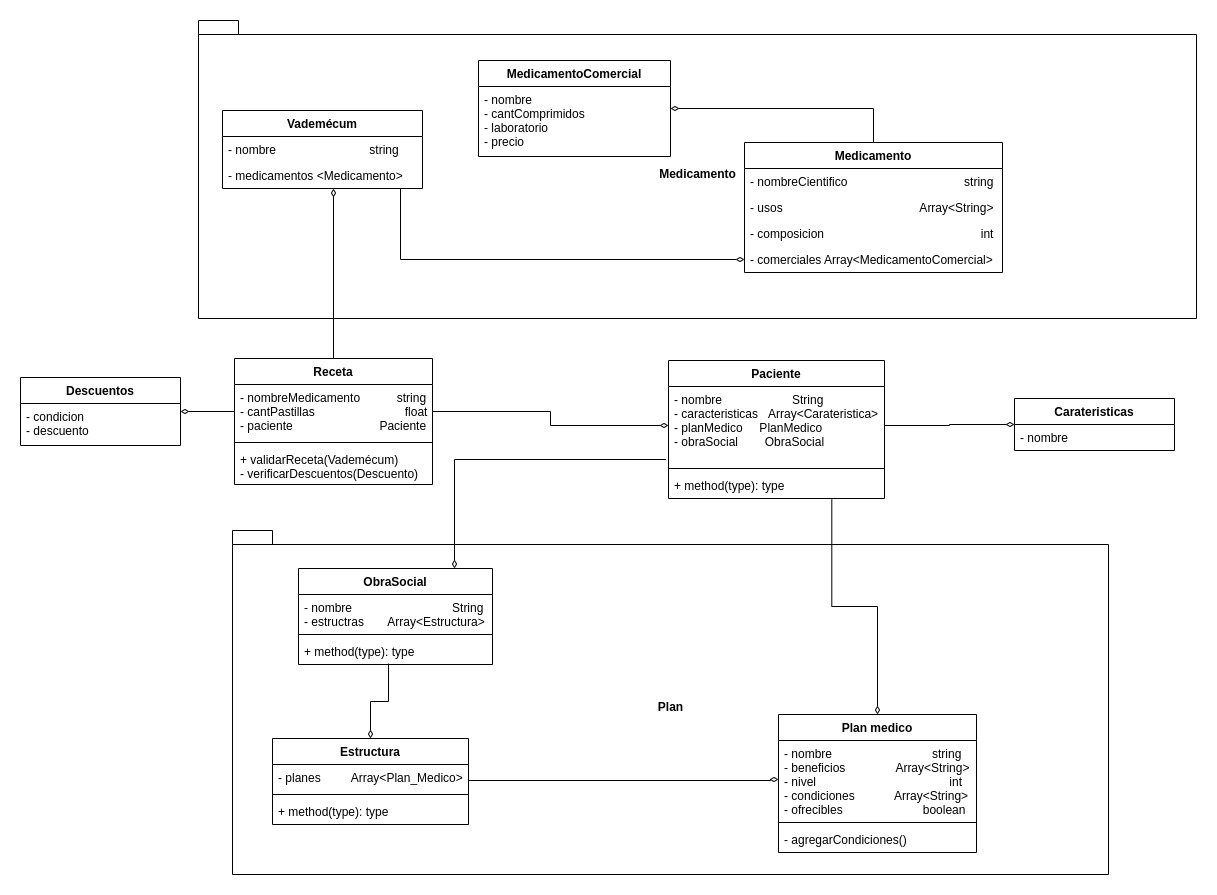 MedicamentoComercial
- nombre
- cantComprimidos
- laboratorio
- precio
Vademécum
- nombre string
- medicamentos <Medicamento>
Medicamento
Medicamento
- nombreCientifico string
- usos Array<String>
- composicion int
- comerciales Array<MedicamentoComercial>
Descuentos
- condicion
- descuento
Receta
- nombreMedicamento string
- cantPastillas float
- paciente Paciente
+ validarReceta(Vademécum)
- verificarDescuentos(Descuento)
Paciente
- nombre String
- caracteristicas Array<Carateristica>
- planMedico PlanMedico
- obraSocial ObraSocial
+ method(type): type
Carateristicas
- nombre
ObraSocial
- nombre String
- estructras Array<Estructura>
+ method(type): type
Plan
Estructura
- planes Array<Plan_Medico>
+ method(type): type
Plan medico
- nombre string
- beneficios Array<String>
- nivel int
- condiciones Array<String>
- ofrecibles boolean
- agregarCondiciones()